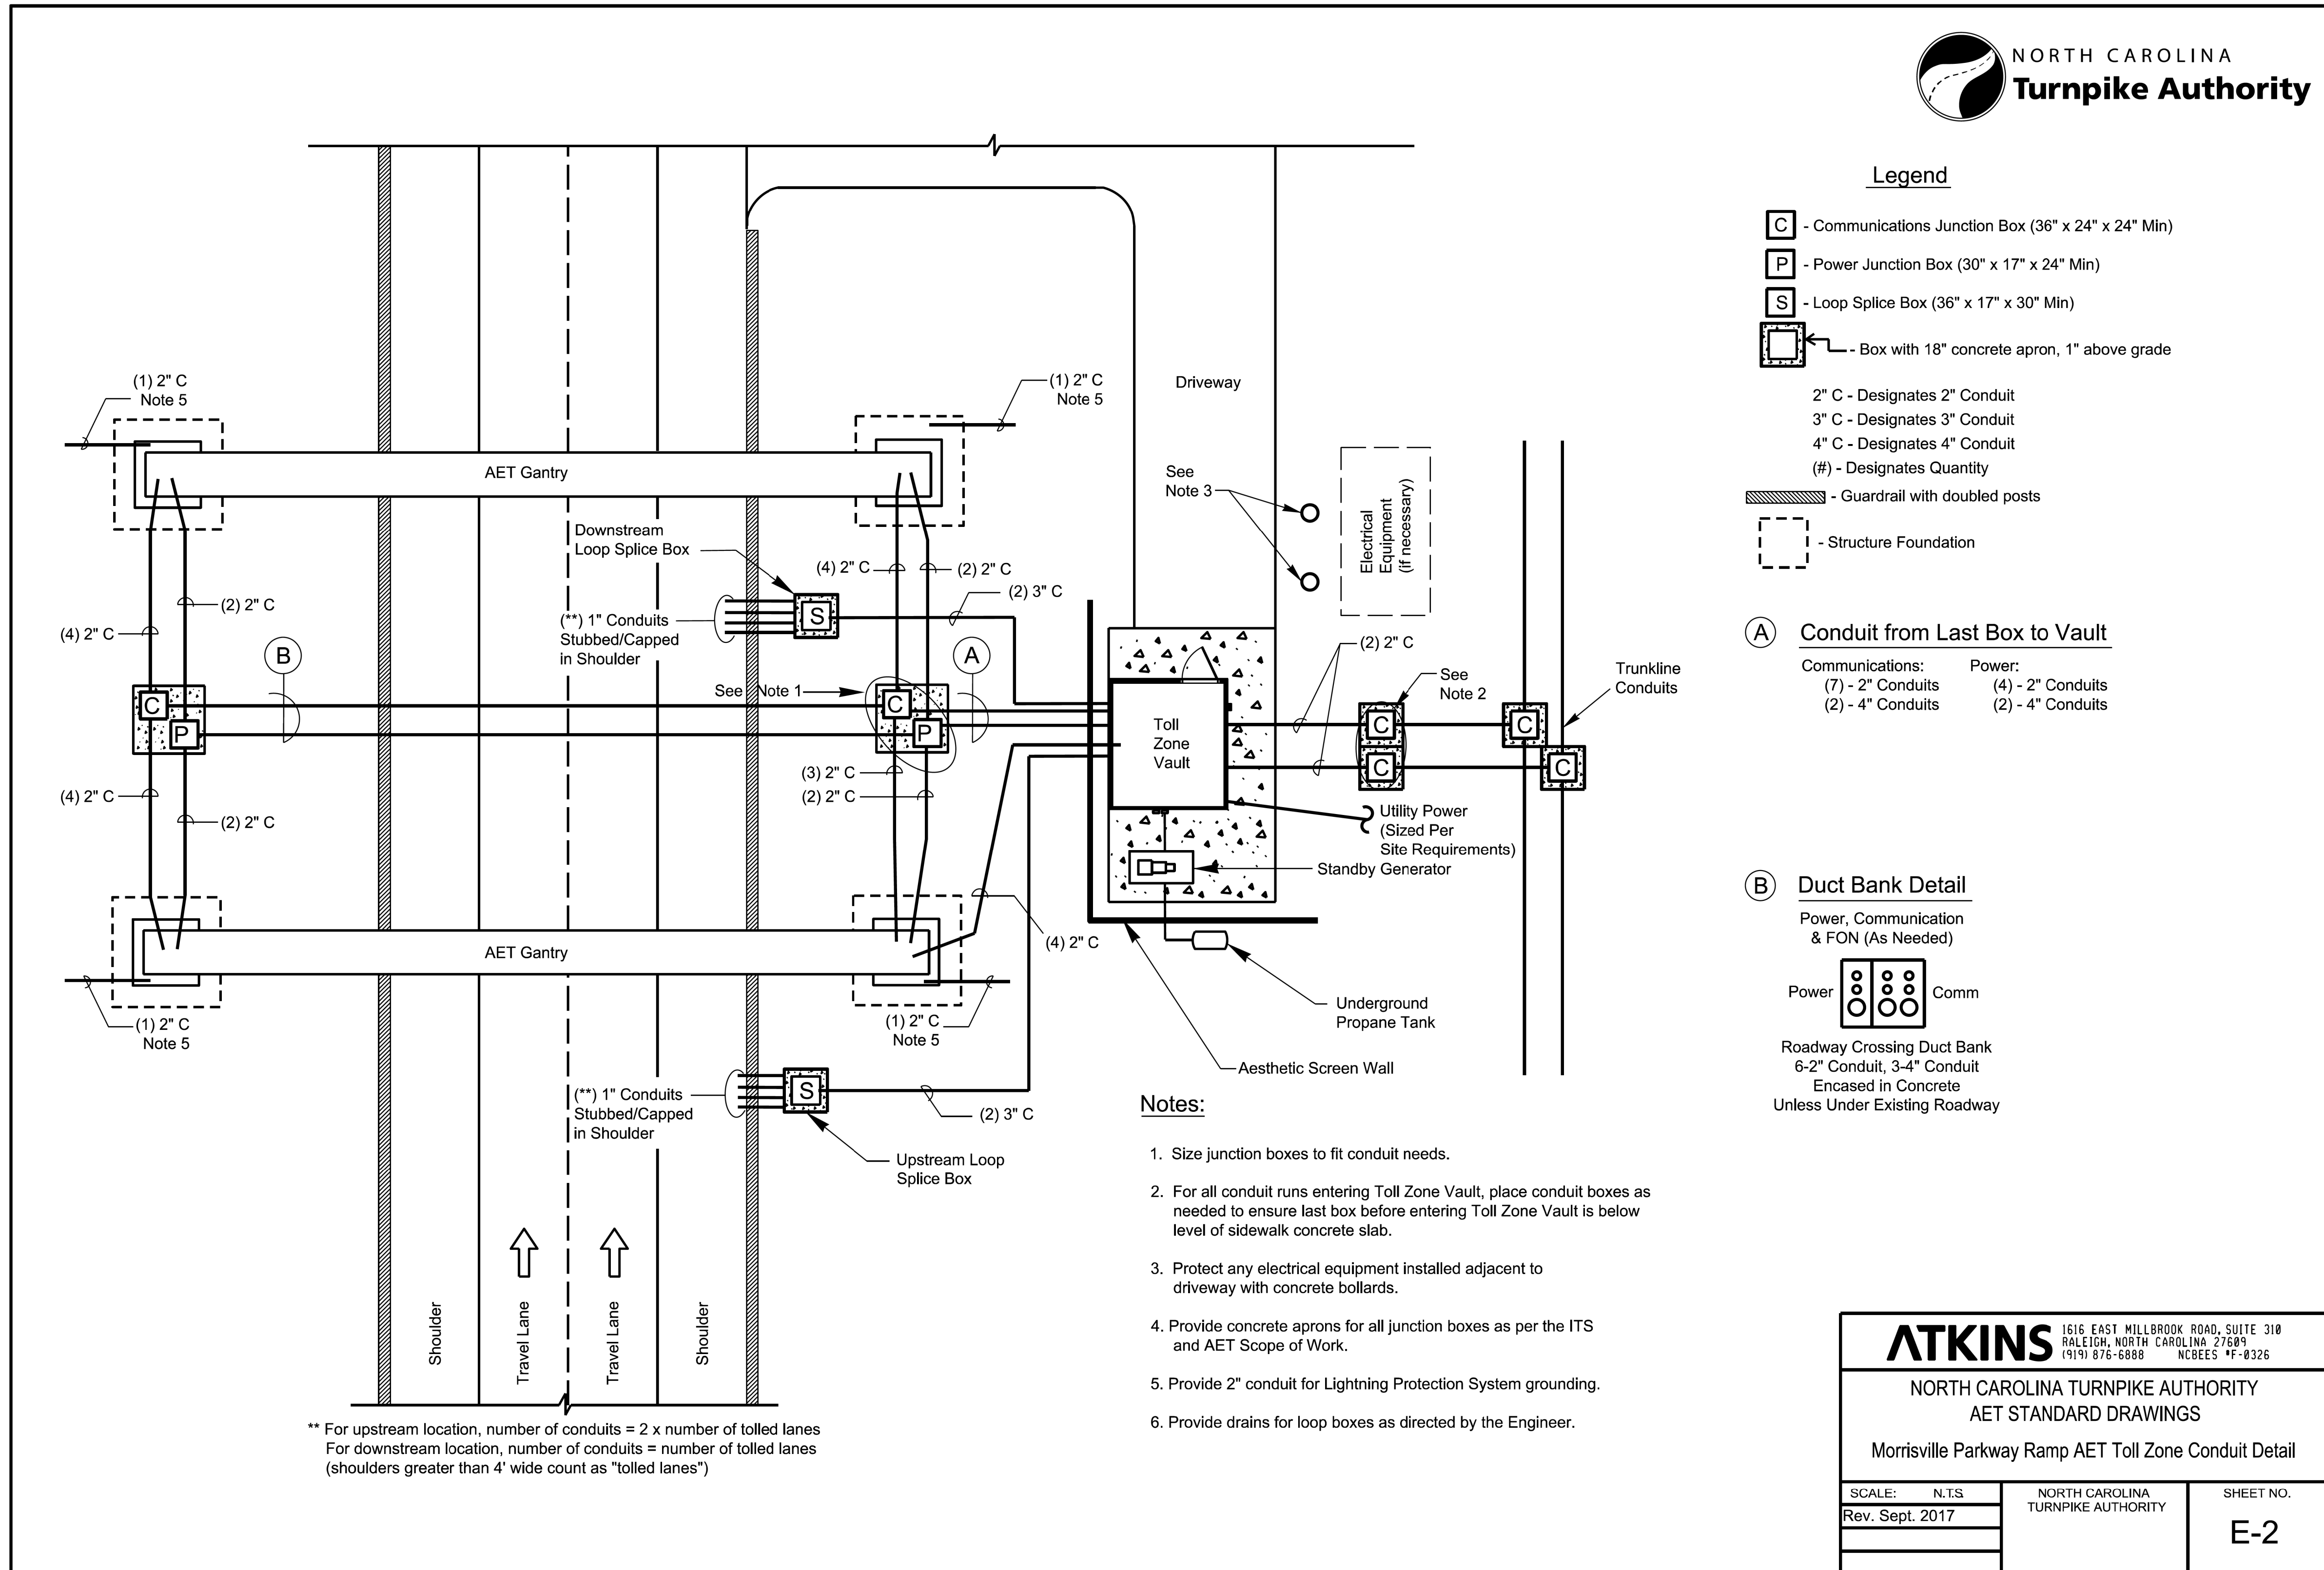 NORTH CAROLINA
Turnpike Authority
Legend
C - Communications Junction Box (36" x 24" x 24" Min)
P - Power Junction Box (30" x 17" x 24" Min)
S - Loop Splice Box (36" x 17" x 30" Min)
- Box with 18" concrete apron, 1" above grade
2" C - Designates 2" Conduit
3" C - Designates 3" Conduit
4" C - Designates 4" Conduit
(#) - Designates Quantity
- Guardrail with doubled posts
- Structure Foundation
A Conduit from Last Box to Vault
Communications: Power:
(7) - 2" Conduits (4) - 2" Conduits
(2) - 4" Conduits (2) - 4" Conduits
B Duct Bank Detail
Power, Communication
& FON (As Needed)
Power Comm
Roadway Crossing Duct Bank
6-2" Conduit, 3-4" Conduit
Encased in Concrete
Unless Under Existing Roadway
(1) 2" C
Note 5
(1) 2" C
Note 5
Driveway
AET Gantry
See
Note 3
Electrical
Equipment
(if necessary)
Downstream
Loop Splice Box
(4) 2" C
(2) 2" C
(2) 3" C
(2) 2" C
(4) 2" C
(**) 1" Conduits
Stubbed/Capped
in Shoulder
S
B
A
(2) 2" C
See Note 1
See
Note 2
Trunkline
Conduits
C
P
C
P
Toll
Zone
Vault
C
C
C
C
(3) 2" C
(2) 2" C
(4) 2" C
(2) 2" C
Utility Power
(Sized Per
Site Requirements)
Standby Generator
AET Gantry
(4) 2" C
(1) 2" C
Note 5
(1) 2" C
Note 5
Underground
Propane Tank
Aesthetic Screen Wall
(**) 1" Conduits
Stubbed/Capped
in Shoulder
S
(2) 3" C
Upstream Loop
Splice Box
Shoulder
Travel Lane
Travel Lane
Shoulder
** For upstream location, number of conduits = 2 x number of tolled lanes
For downstream location, number of conduits = number of tolled lanes
(shoulders greater than 4' wide count as "tolled lanes")
Notes:
1. Size junction boxes to fit conduit needs.
2. For all conduit runs entering Toll Zone Vault, place conduit boxes as
needed to ensure last box before entering Toll Zone Vault is below
level of sidewalk concrete slab.
3. Protect any electrical equipment installed adjacent to
driveway with concrete bollards.
4. Provide concrete aprons for all junction boxes as per the ITS
and AET Scope of Work.
5. Provide 2" conduit for Lightning Protection System grounding.
6. Provide drains for loop boxes as directed by the Engineer.
ATKINS
1616 EAST MILLBROOK ROAD, SUITE 310
RALEIGH, NORTH CAROLINA 27609
(919) 876-6888 NCBEES #F-0326
NORTH CAROLINA TURNPIKE AUTHORITY
AET STANDARD DRAWINGS
Morrisville Parkway Ramp AET Toll Zone Conduit Detail
SCALE: N.T.S.
Rev. Sept. 2017
NORTH CAROLINA
TURNPIKE AUTHORITY
SHEET NO.
E-2